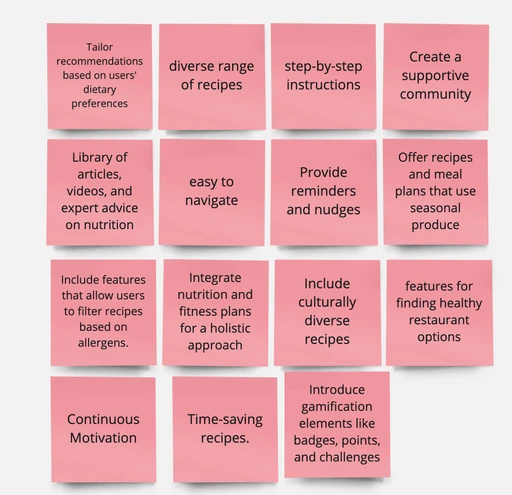 Tailor
recommendations
based on users'
dietary
preferences
diverse range
of recipes
step-by-step
instructions
Create a
supportive
community
Library of
articles,
videos, and
expert advice
on nutrition
easy to
navigate
Provide
reminders
and nudges
Offer recipes
and meal
plans that use
seasonal
produce
Include features
that allow users
to filter recipes
based on
allergens.
Integrate
nutrition and
fitness plans
for a holistic
approach
Include
culturally
diverse
recipes
features for
finding healthy
restaurant
options
Continuous
Motivation
Time-saving
recipes.
Introduce
gamification
elements like
badges, points,
and challenges